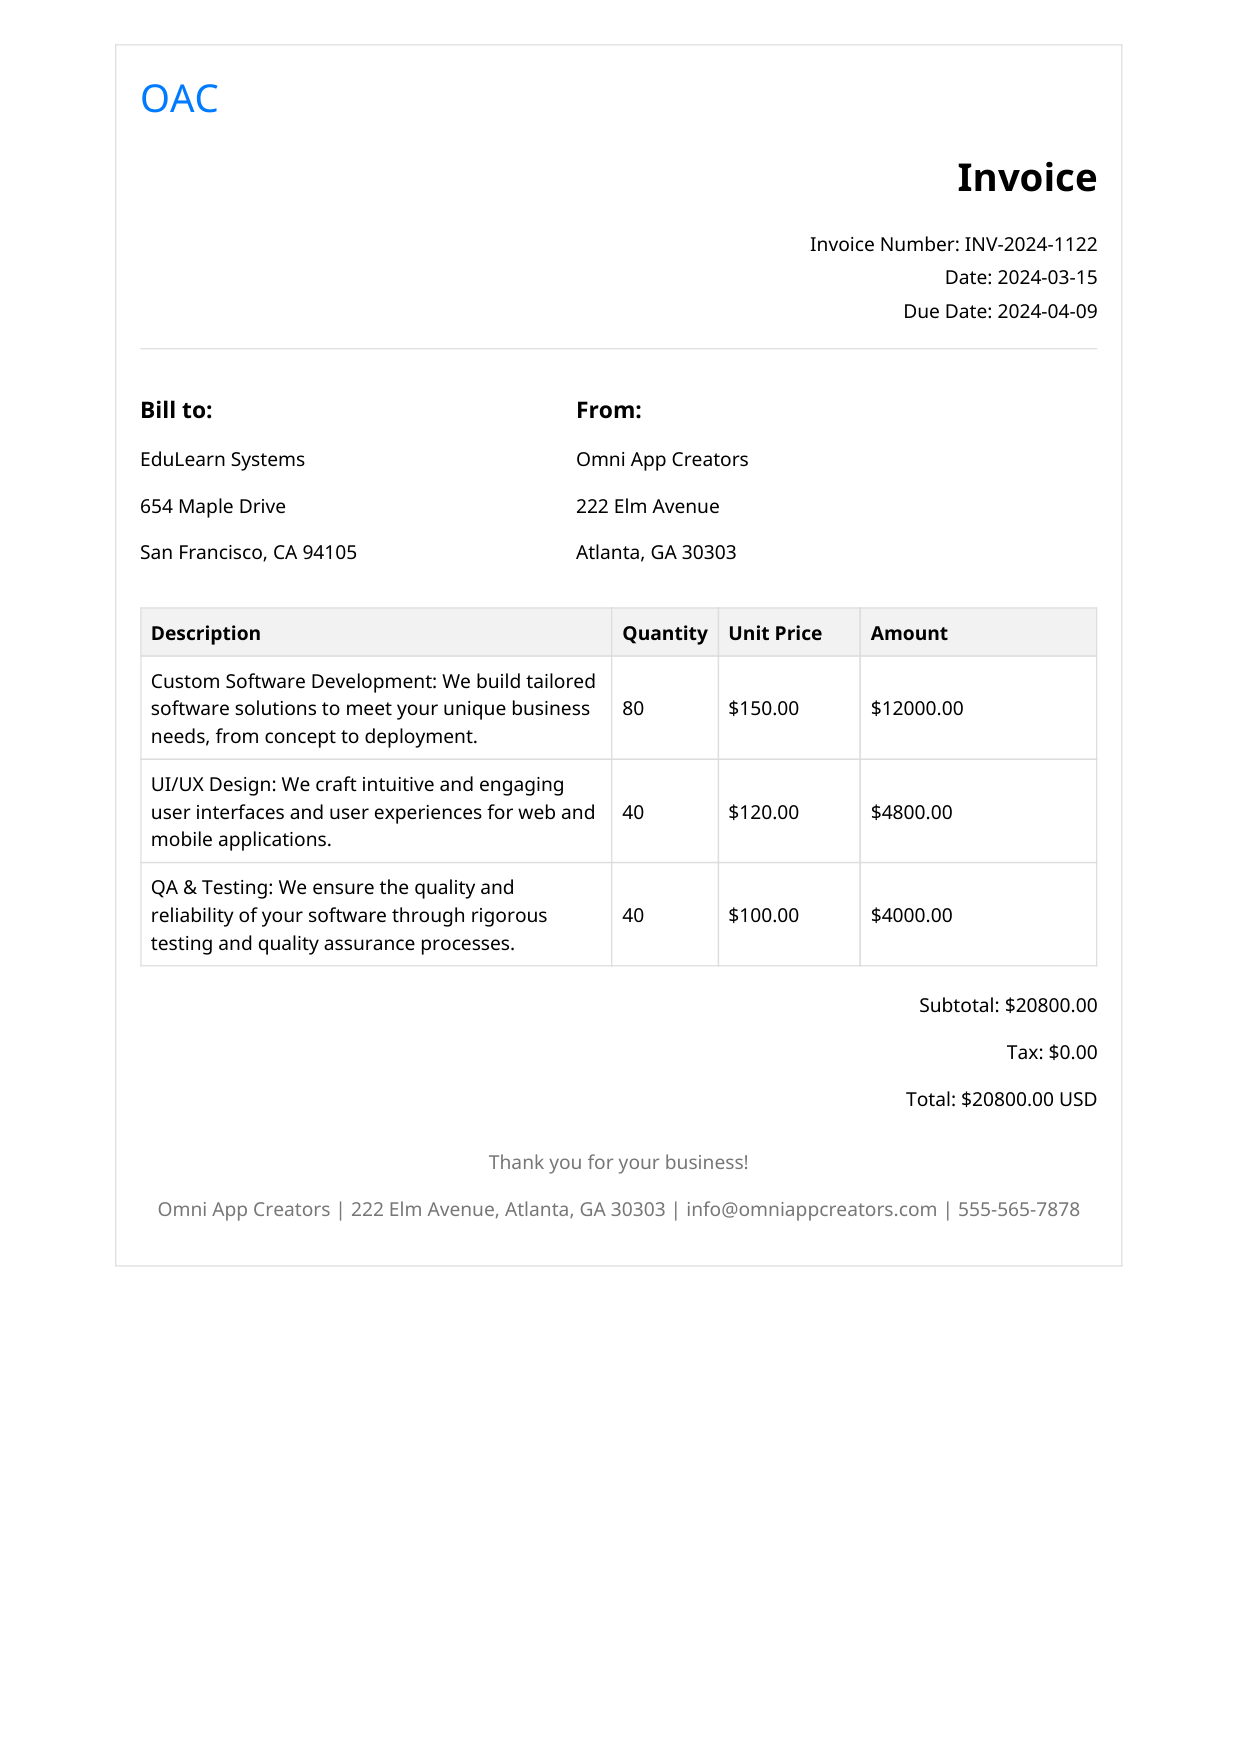 OAC
Invoice
Invoice Number: INV-2024-1122
Date: 2024-03-15
Due Date: 2024-04-09
Bill to:
EduLearn Systems
654 Maple Drive
San Francisco, CA 94105
From:
Omni App Creators
222 Elm Avenue
Atlanta, GA 30303
Description Quantity Unit Price Amount
Custom Software Development: We build tailored
software solutions to meet your unique business
needs, from concept to deployment.
80 $150.00 $12000.00
UI/UX Design: We craft intuitive and engaging
user interfaces and user experiences for web and
mobile applications.
40 $120.00 $4800.00
QA & Testing: We ensure the quality and
reliability of your software through rigorous
testing and quality assurance processes.
40 $100.00 $4000.00
Subtotal: $20800.00
Tax: $0.00
Total: $20800.00 USD
Thank you for your business!
Omni App Creators | 222 Elm Avenue, Atlanta, GA 30303 | info@omniappcreators.com | 555-565-7878